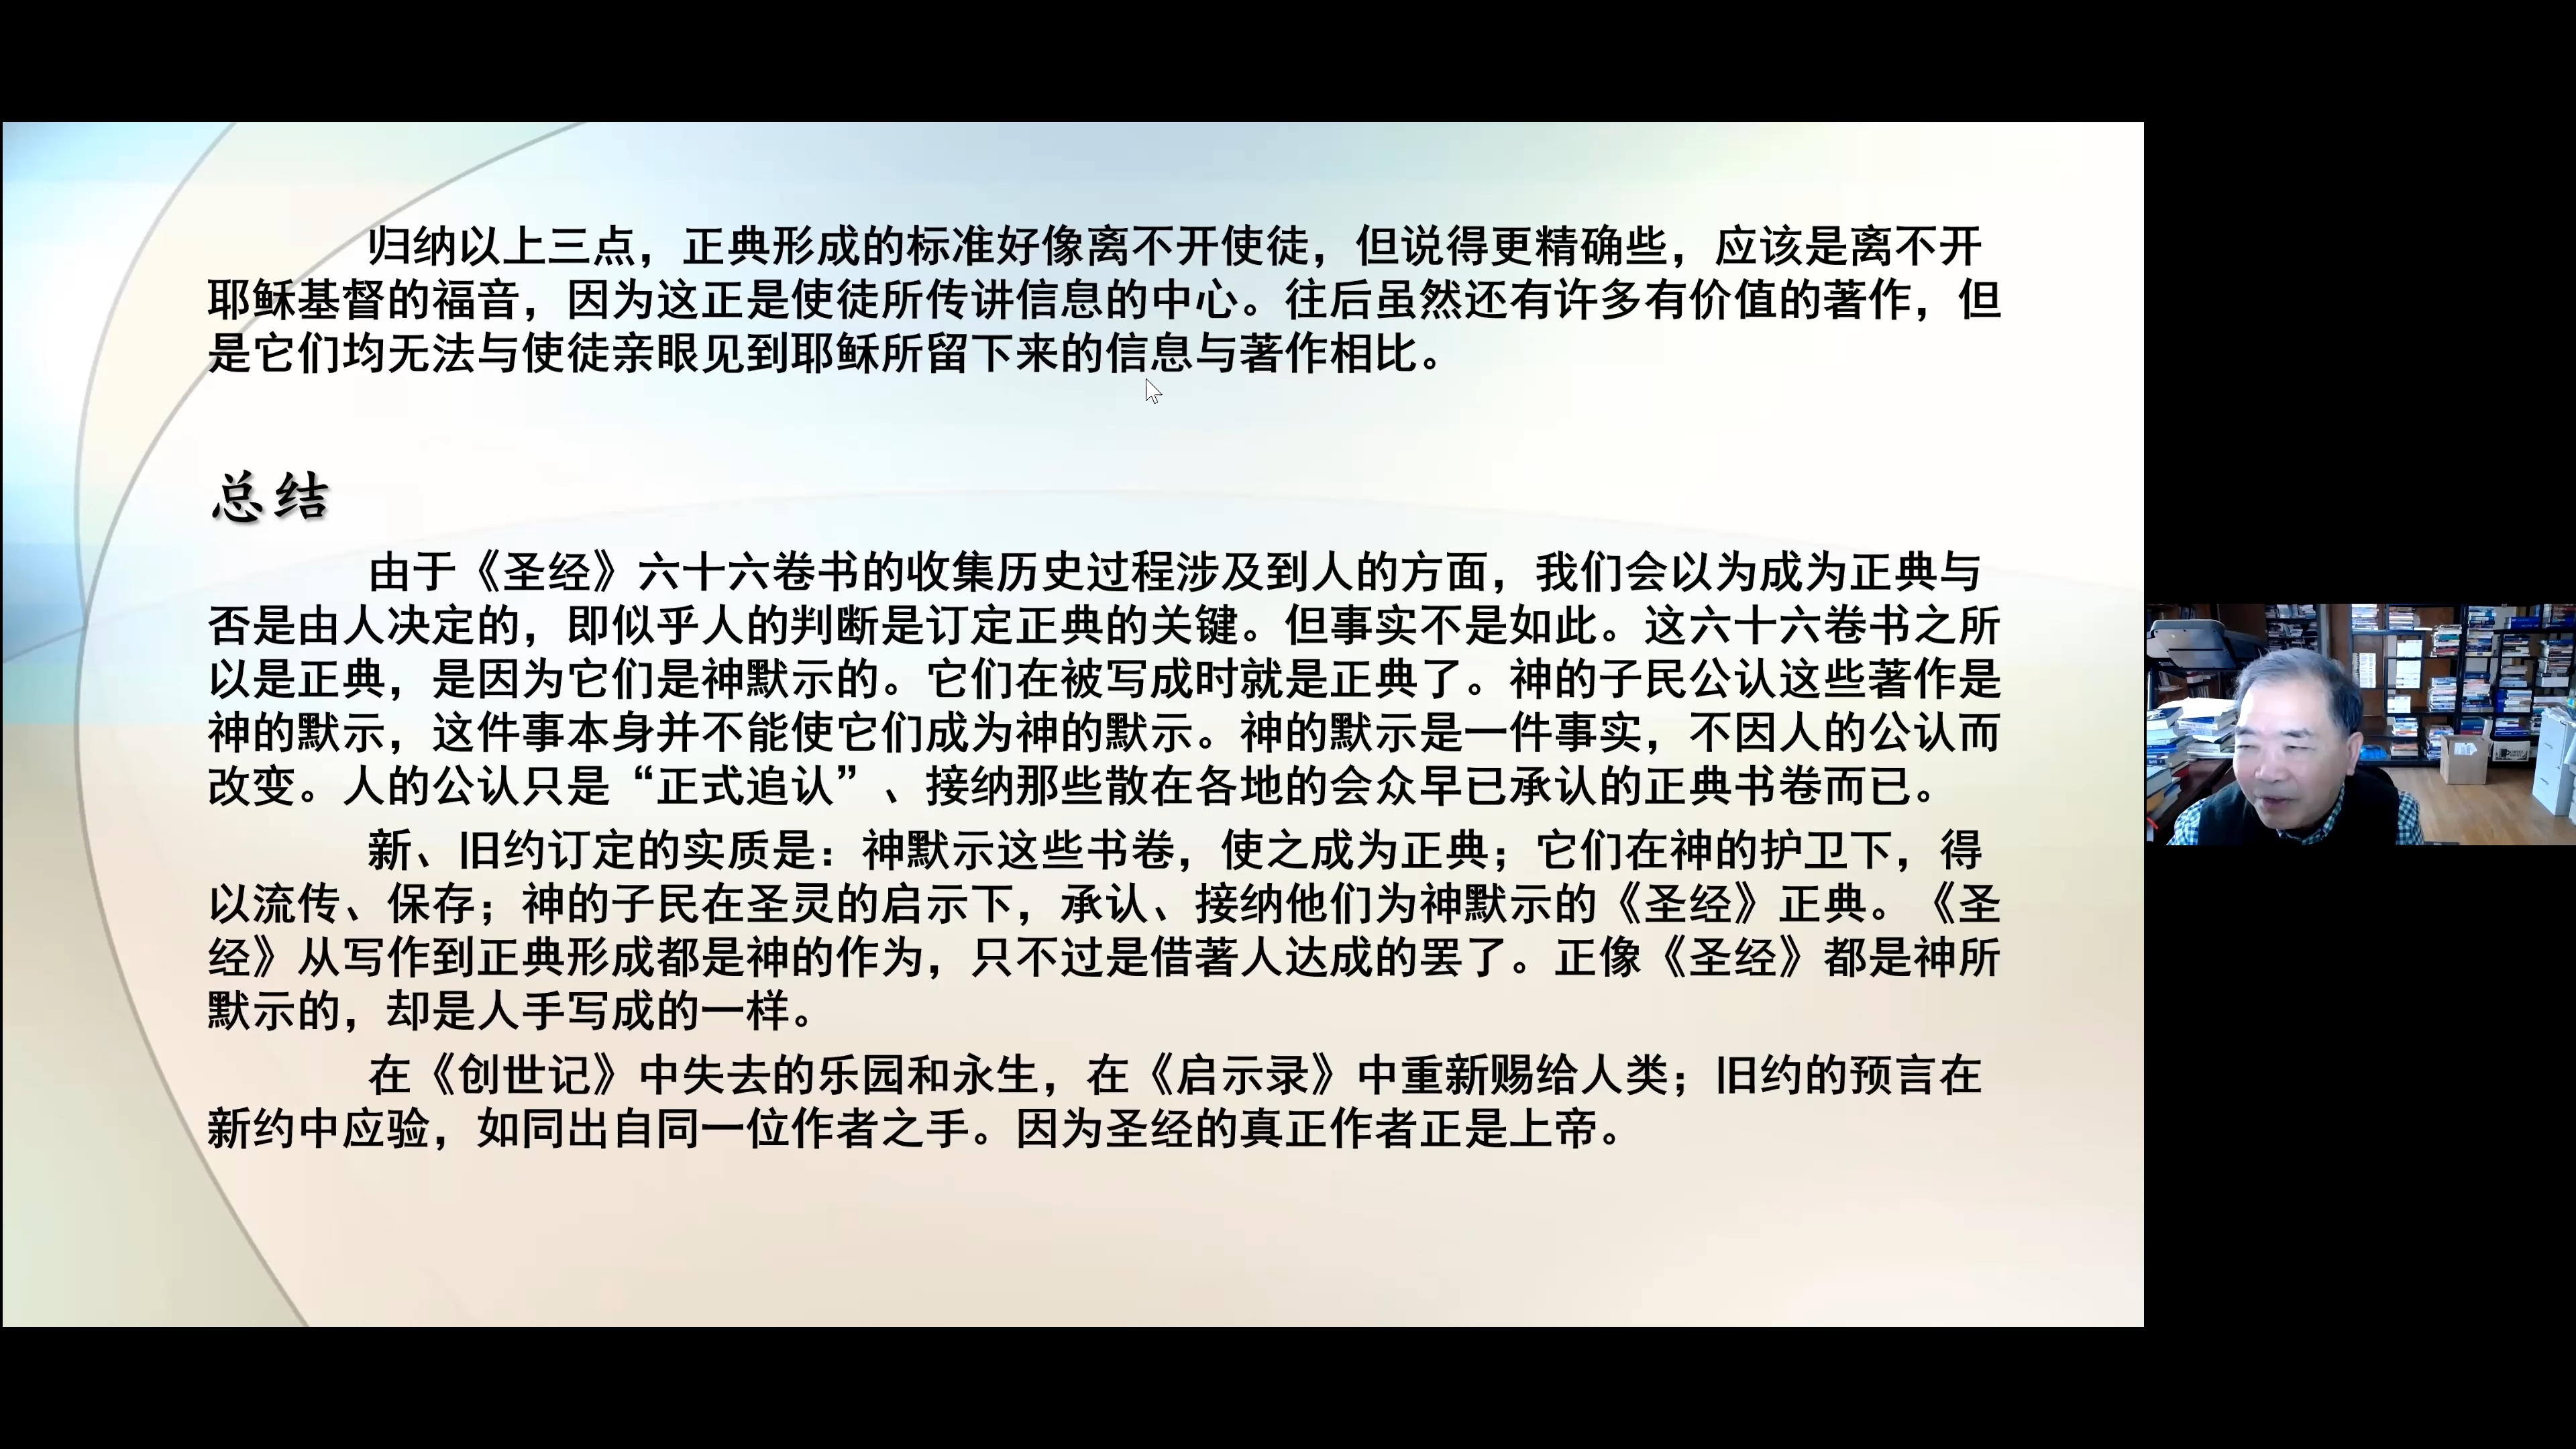 归纳以上三点，正典形成的标准好像离不开使徒，但说得更精确些，应该是离不开
耶稣基督的福音，因为这正是使徒所传讲信息的中心。往后虽然还有许多有价值的著作，但
是它们均无法与使徒亲眼见到耶稣所留下来的信息与著作相比。
总结
由于《圣经》六十六卷书的收集历史过程涉及到人的方面，我们会以为成为正典与
否是由人决定的，即似乎人的判断是订定正典的关键。但事实不是如此。这六十六卷书之所
以是正典，是因为它们是神默示的。它们在被写成时就是正典了。神的子民公认这些著作是
神的默示，这件事本身并不能使它们成为神的默示。神的默示是一件事实，不因人的公认而
改变。人的公认只是“正式追认”、接纳那些散在各地的会众早已承认的正典书卷而已。
新、旧约订定的实质是：神默示这些书卷，使之成为正典；它们在神的护卫下，得
以流传、保存；神的子民在圣灵的启示下，承认、接纳他们为神默示的《圣经》正典。《圣
经》从写作到正典形成都是神的作为，只不过是借著人达成的罢了。正像《圣经》都是神所
默示的，却是人手写成的一样。
在《创世记》中失去的乐园和永生，在《启示录》中重新赐给人类；旧约的预言在
新约中应验，如同出自同一位作者之手。因为圣经的真正作者正是上帝。